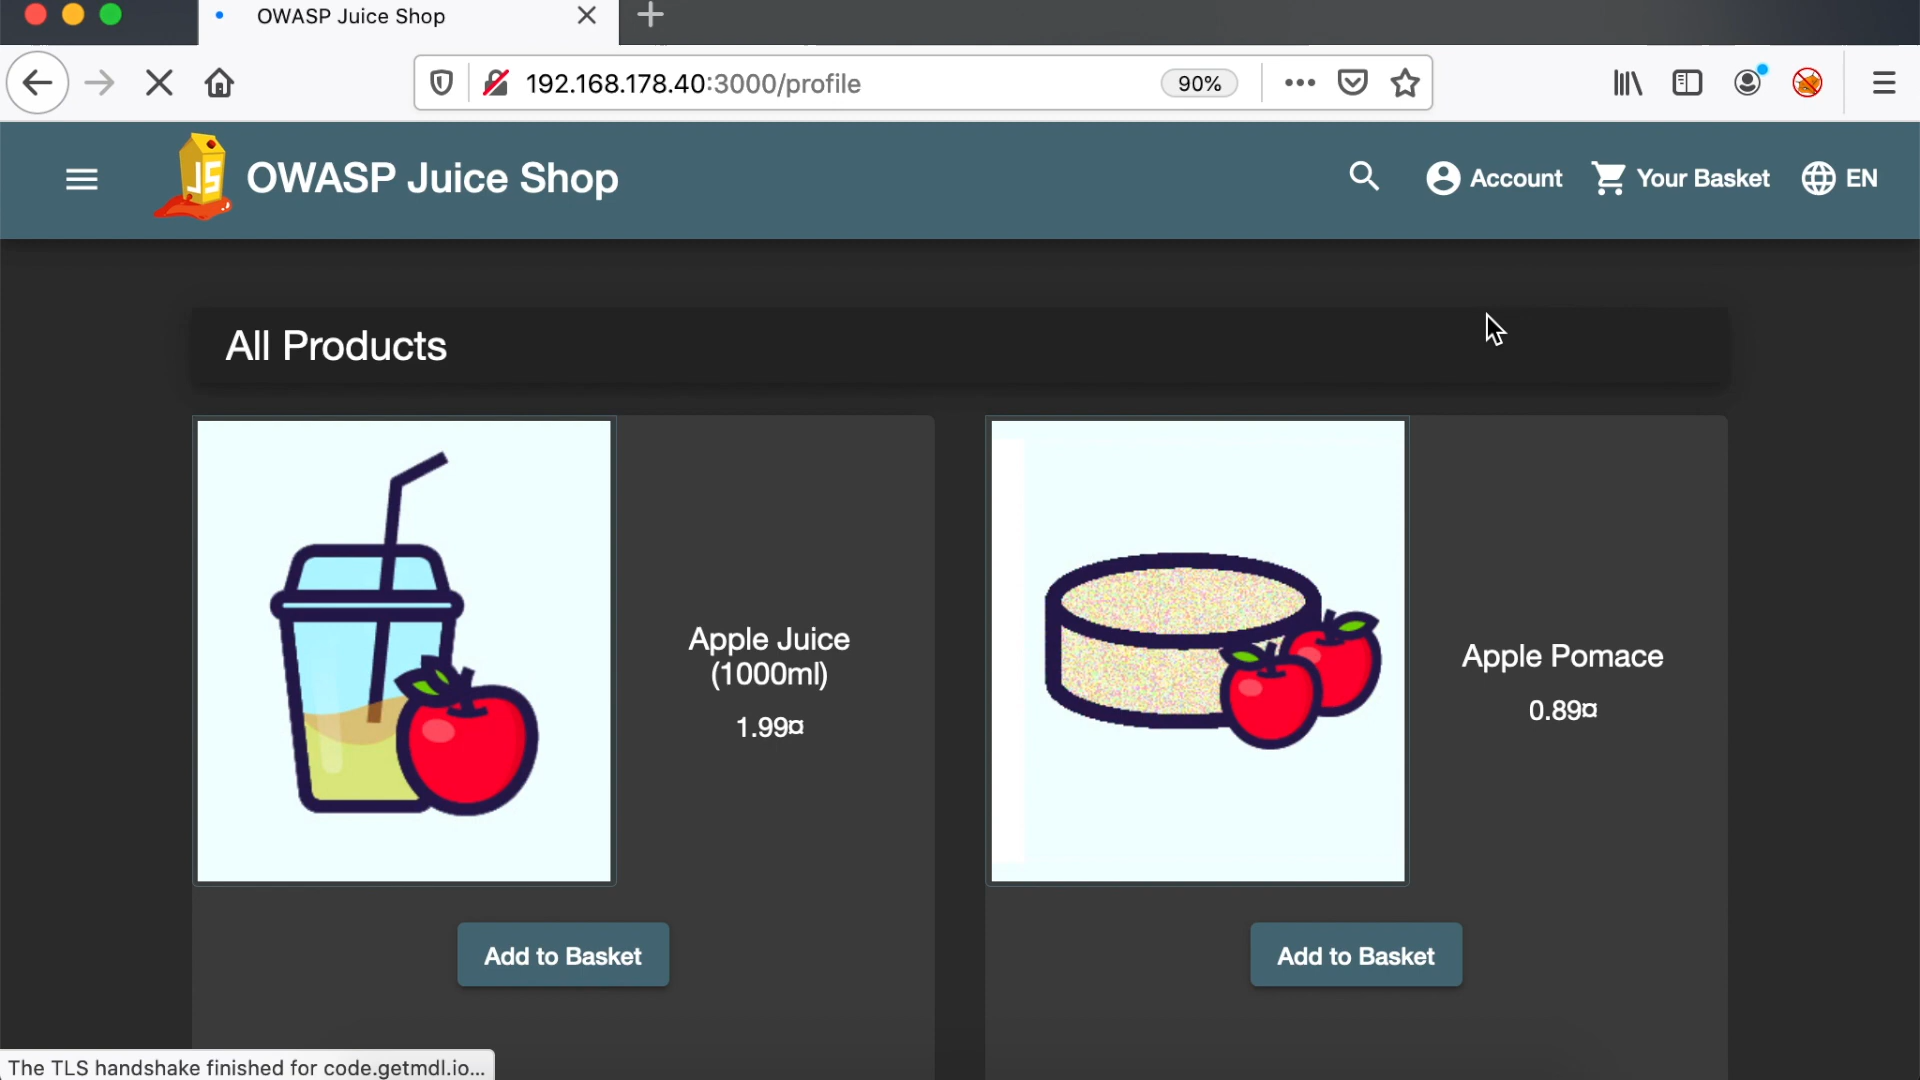 OWASP Juice Shop
192.168.178.40:3000/profile
90%
JS
OWASP Juice Shop
Account
Your Basket
EN
All Products
Apple Juice
(1000ml)
1.99¤
Apple Pomace
0.89¤
Add to Basket
Add to Basket
The TLS handshake finished for code.getmdl.io...